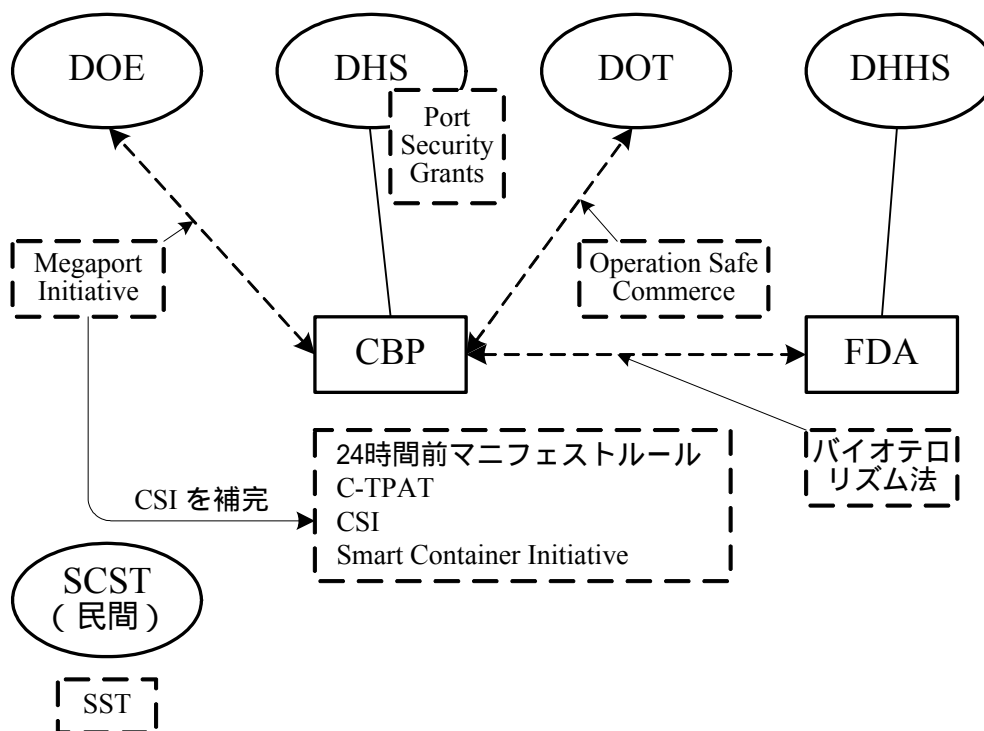 DOE
DHS
DOT
DHHS
Port
Security
Grants
Megaport
Initiative
Operation Safe
Commerce
CBP
FDA
24時間前マニフェストルール
C-TPAT
CSI
Smart Container Initiative
バイオテロ
リズム法
CSI を補完
SCST
( 民間 )
SST